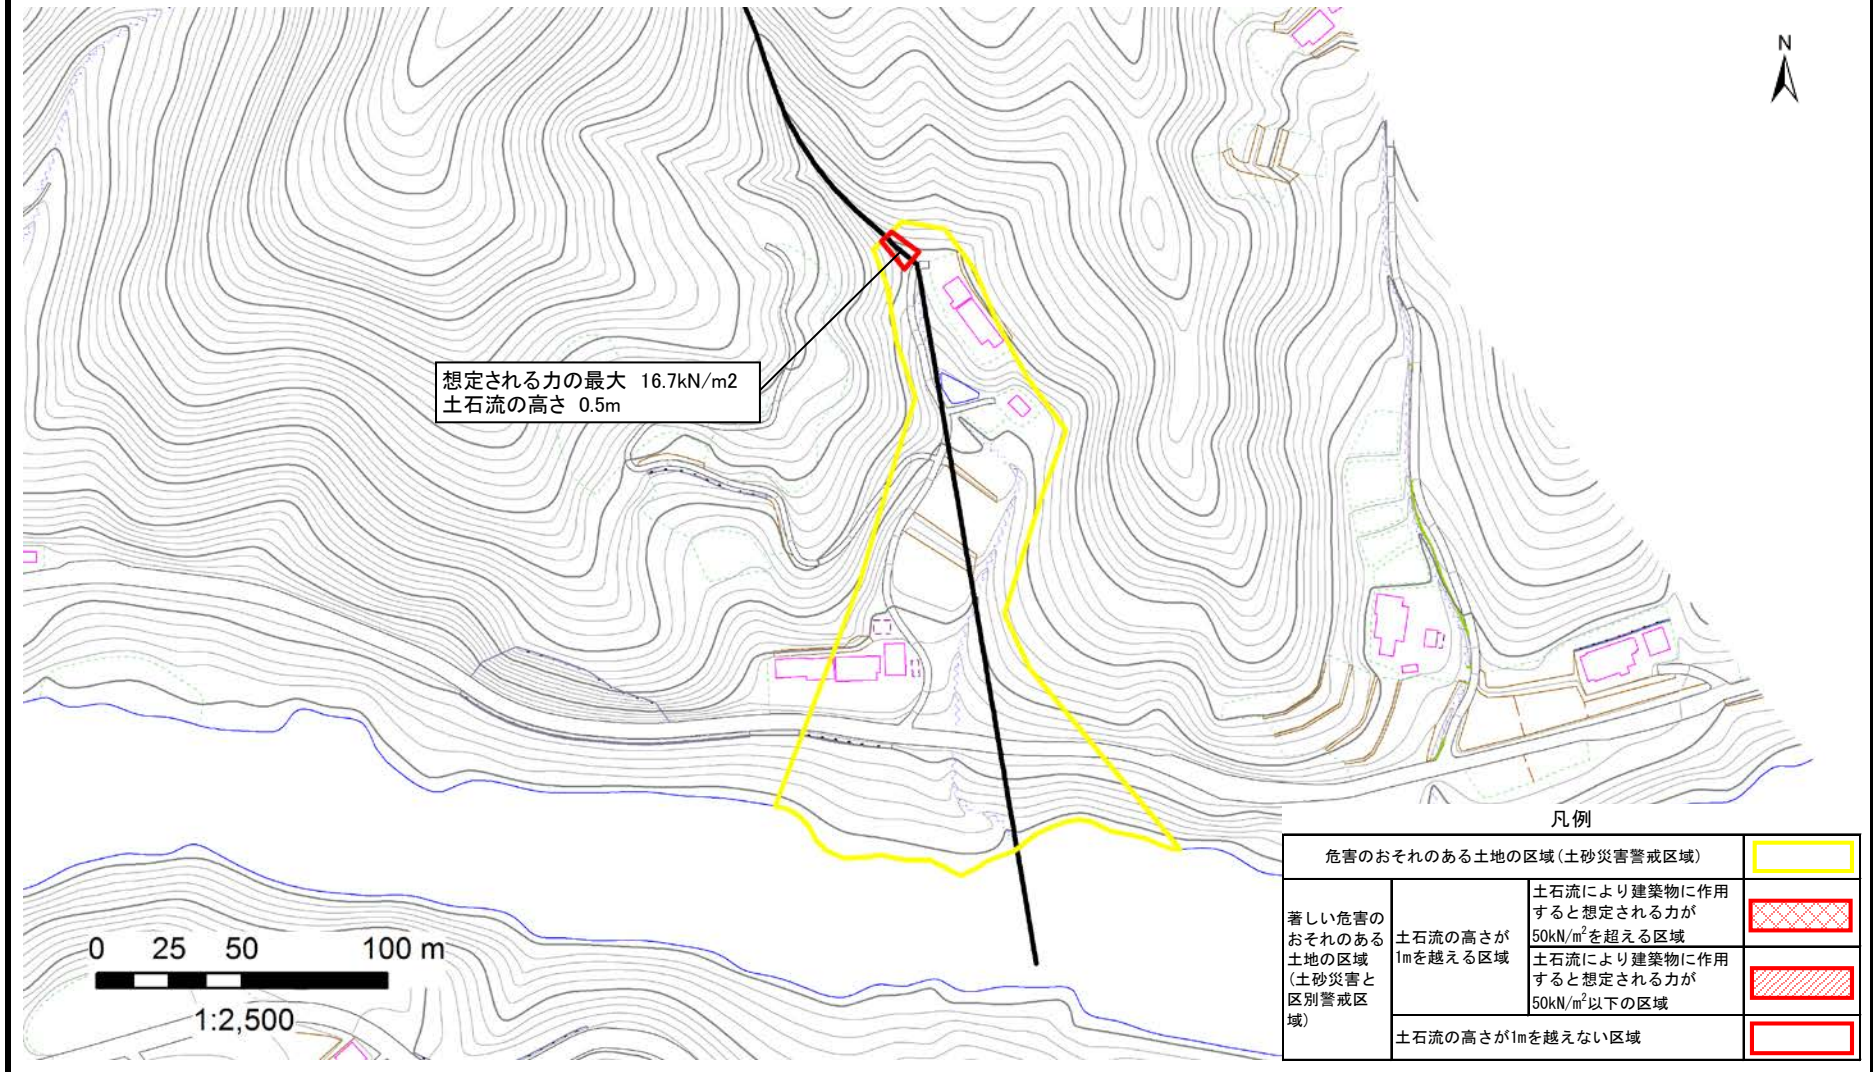 N
想定される力の最大 16.7kN/m2
土石流の高さ 0.5m
0 25 50 100 m
1:2,500
凡例
危害のおそれのある土地の区域(土砂災害警戒区域)
著しい危害の
おそれのある
土地の区域
(土砂災害と
区別警戒区
域)
土石流の高さが
1mを越える区域
土石流により建築物に作用
すると想定される力が
50kN/m²を超える区域
土石流により建築物に作用
すると想定される力が
50kN/m²以下の区域
土石流の高さが1mを越えない区域